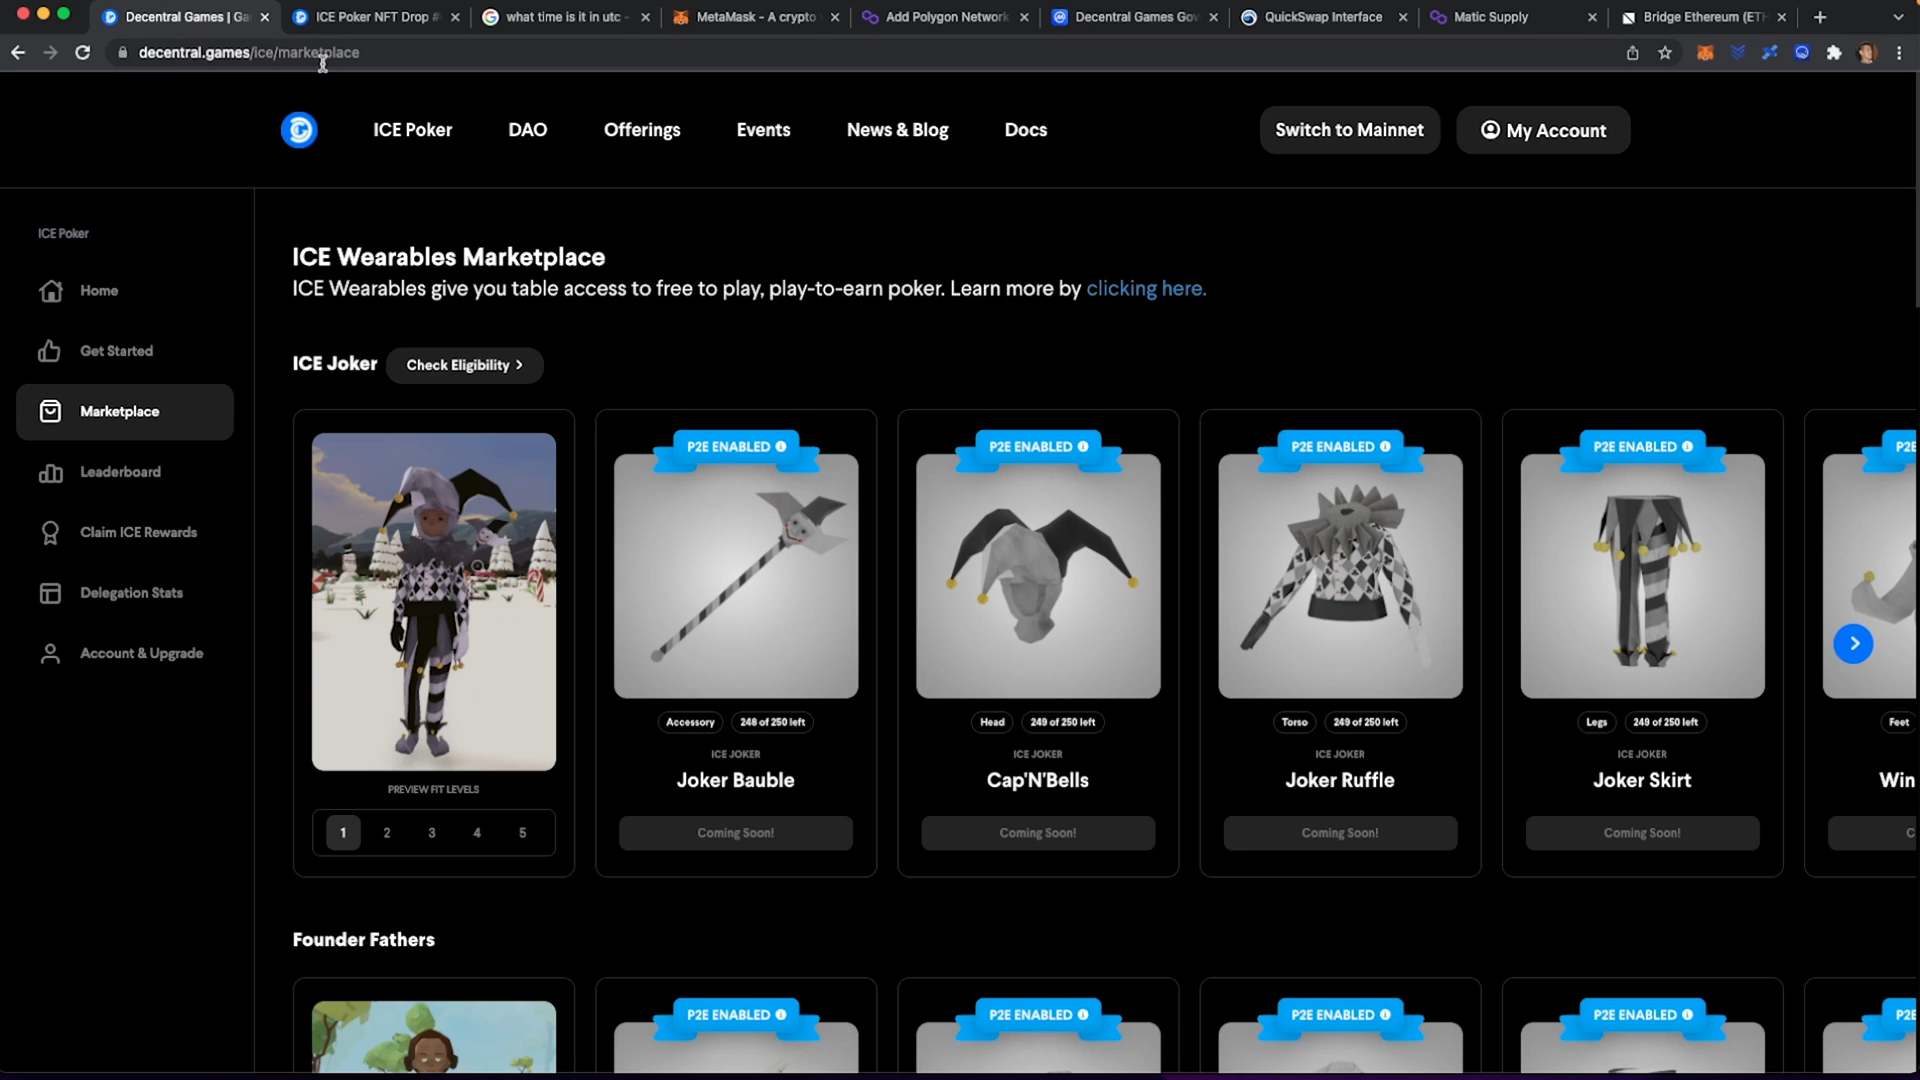 Decentral Games | Ga
ICE Poker NFT Drop #
what time is it in utc -
MetaMask - A crypto
Add Polygon Network
Decentral Games Gov
QuickSwap Interface
Matic Supply
Bridge Ethereum (ETH
decentral.games/ice/marketplace
ICE Poker
DAO
Offerings
Events
News & Blog
Docs
Switch to Mainnet
My Account
ICE Poker
Home
Get Started
Marketplace
Leaderboard
Claim ICE Rewards
Delegation Stats
Account & Upgrade
ICE Wearables Marketplace
ICE Wearables give you table access to free to play, play-to-earn poker. Learn more by clicking here.
ICE Joker
Check Eligibility >
PREVIEW FIT LEVELS
1 2 3 4 5
P2E ENABLED
Accessory
248 of 250 left
ICE JOKER
Joker Bauble
Coming Soon!
P2E ENABLED
Head
249 of 250 left
ICE JOKER
Cap'N'Bells
Coming Soon!
P2E ENABLED
Torso
249 of 250 left
ICE JOKER
Joker Ruffle
Coming Soon!
P2E ENABLED
Legs
249 of 250 left
ICE JOKER
Joker Skirt
Coming Soon!
P2E
Feet
Win
C
Founder Fathers
P2E ENABLED
P2E ENABLED
P2E ENABLED
P2E ENABLED
P2E